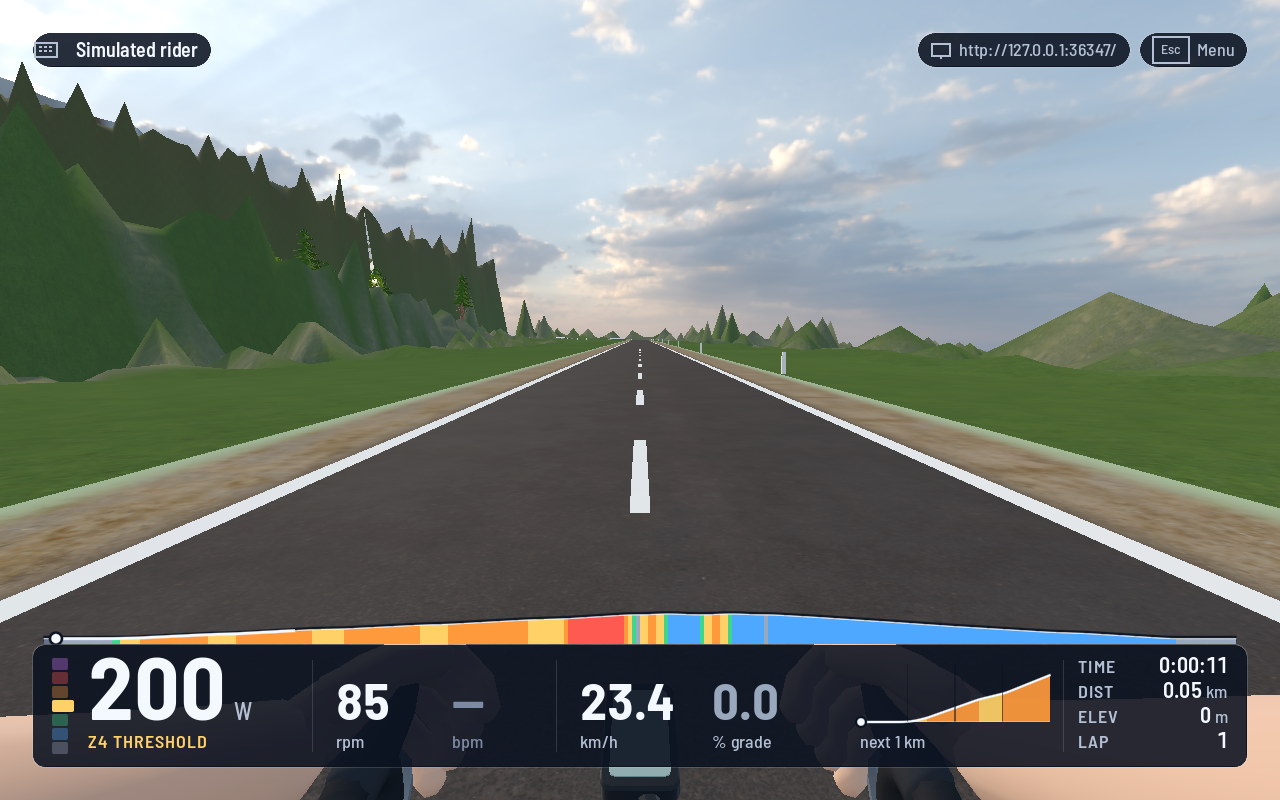 Simulated rider
http://127.0.0.1:36347/
Esc Menu
200 W
Z4 THRESHOLD
85
rpm
–
bpm
23.4
km/h
0.0
% grade
next 1 km
TIME 0:00:11
DIST 0.05 km
ELEV 0 m
LAP 1